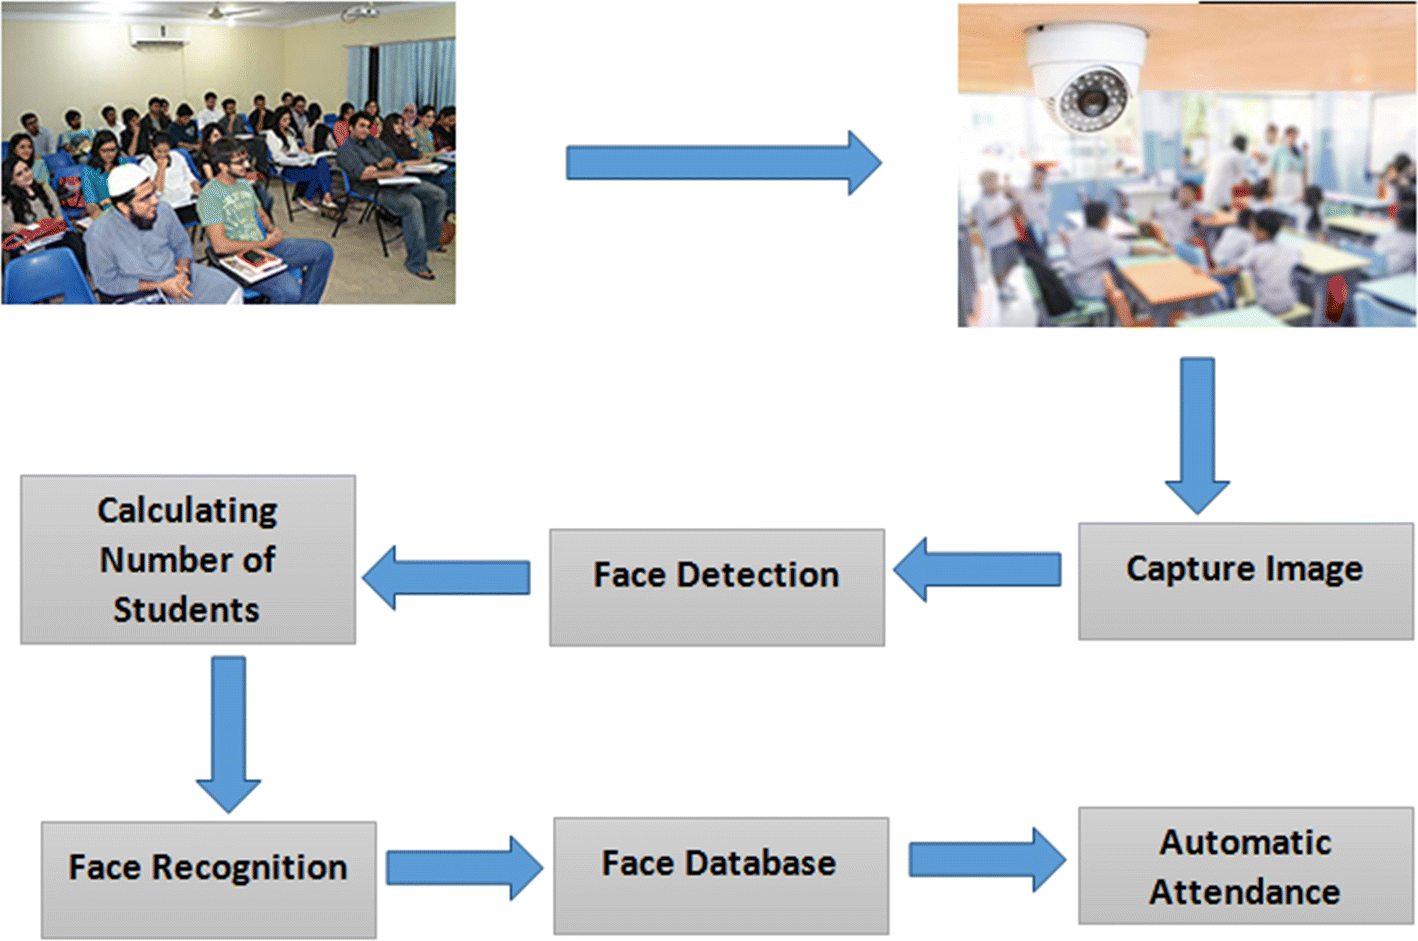 Calculating
Number of
Students
Face Detection
Capture Image
Face Recognition
Face Database
Automatic
Attendance